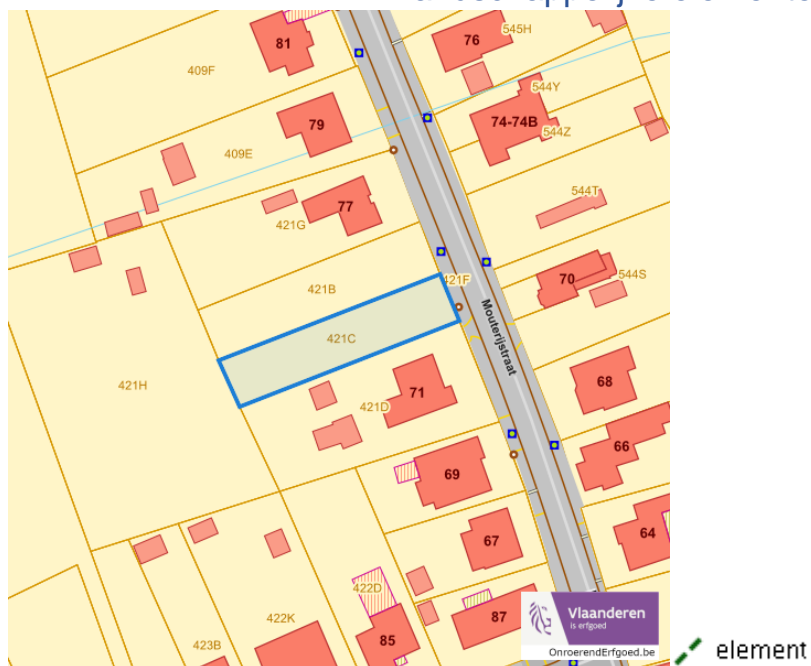 81
76
545H
409F
544Y
79
74-74B
544Z
409E
544T
77
421G
421F
70
544S
421B
Mouterijstraat
421C
68
421H
71
421D
66
69
64
67
422D
87
Vlaanderen
is erfgoed
422K
85
423B
OnroerendErfgoed.be
element